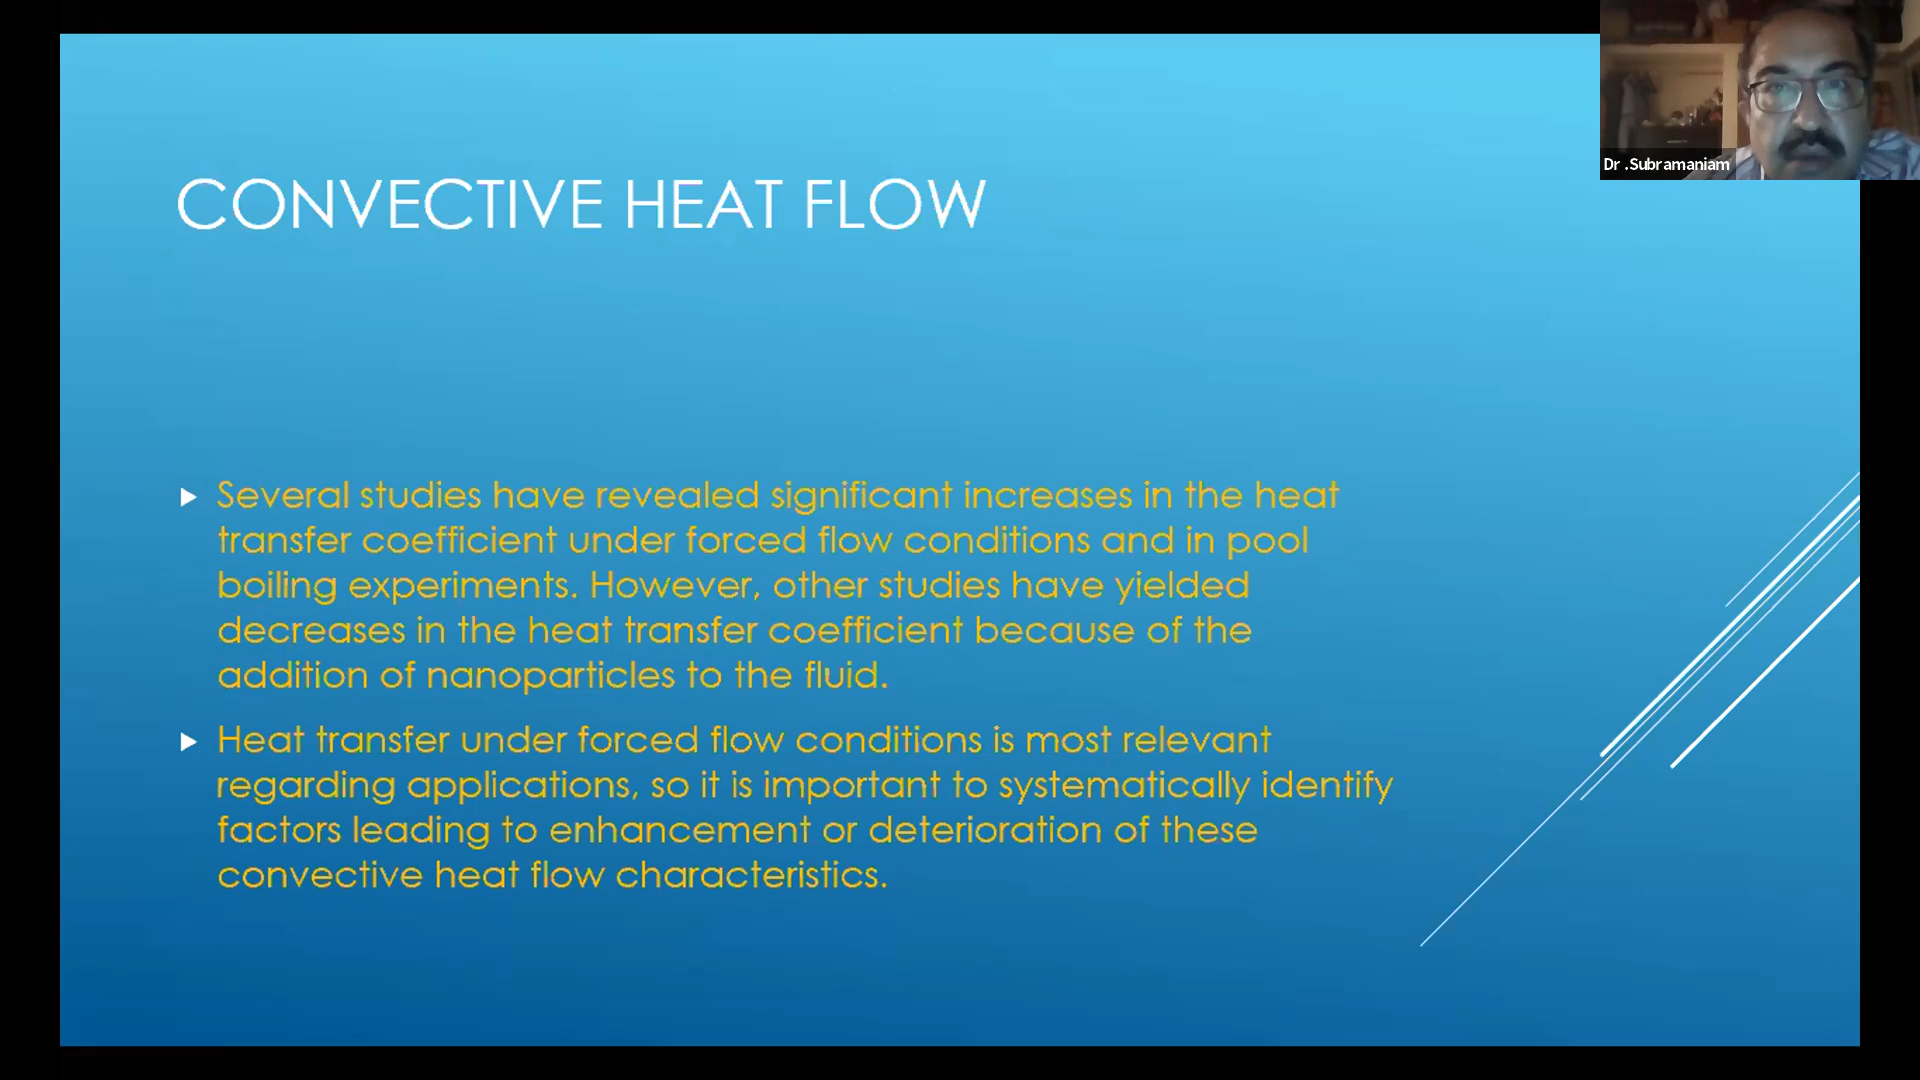 Dr .Subramaniam
CONVECTIVE HEAT FLOW
Several studies have revealed significant increases in the heat
transfer coefficient under forced flow conditions and in pool
boiling experiments. However, other studies have yielded
decreases in the heat transfer coefficient because of the
addition of nanoparticles to the fluid.
Heat transfer under forced flow conditions is most relevant
regarding applications, so it is important to systematically identify
factors leading to enhancement or deterioration of these
convective heat flow characteristics.